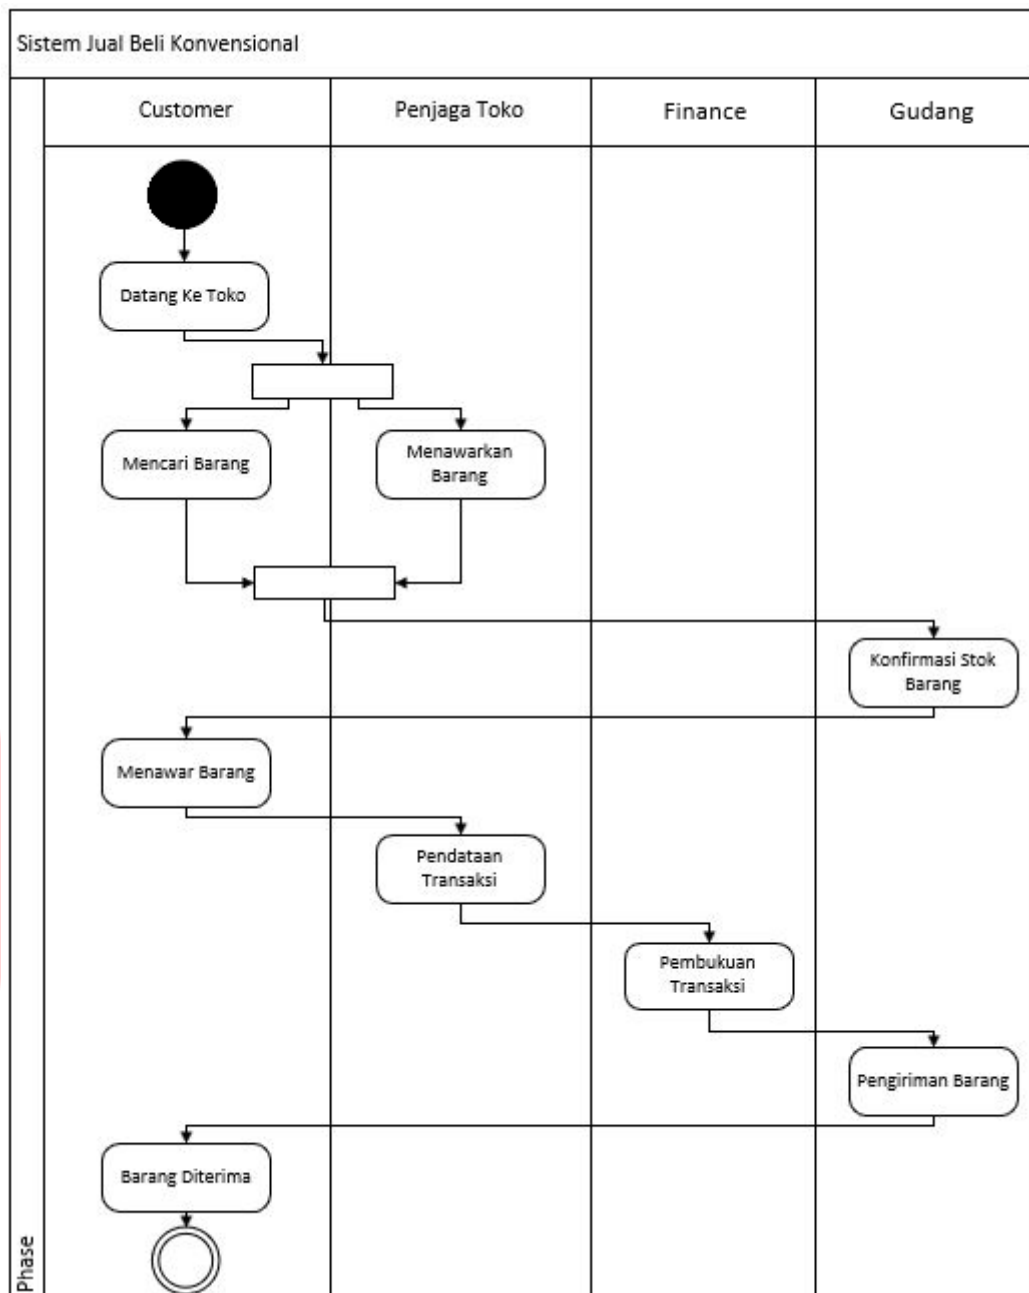 Sistem Jual Beli Konvensional
Customer
Penjaga Toko
Finance
Gudang
Datang Ke Toko
Mencari Barang
Menawarkan
Barang
Konfirmasi Stok
Barang
Menawar Barang
Pendataan
Transaksi
Pembukuan
Transaksi
Pengiriman Barang
Barang Diterima
Phase